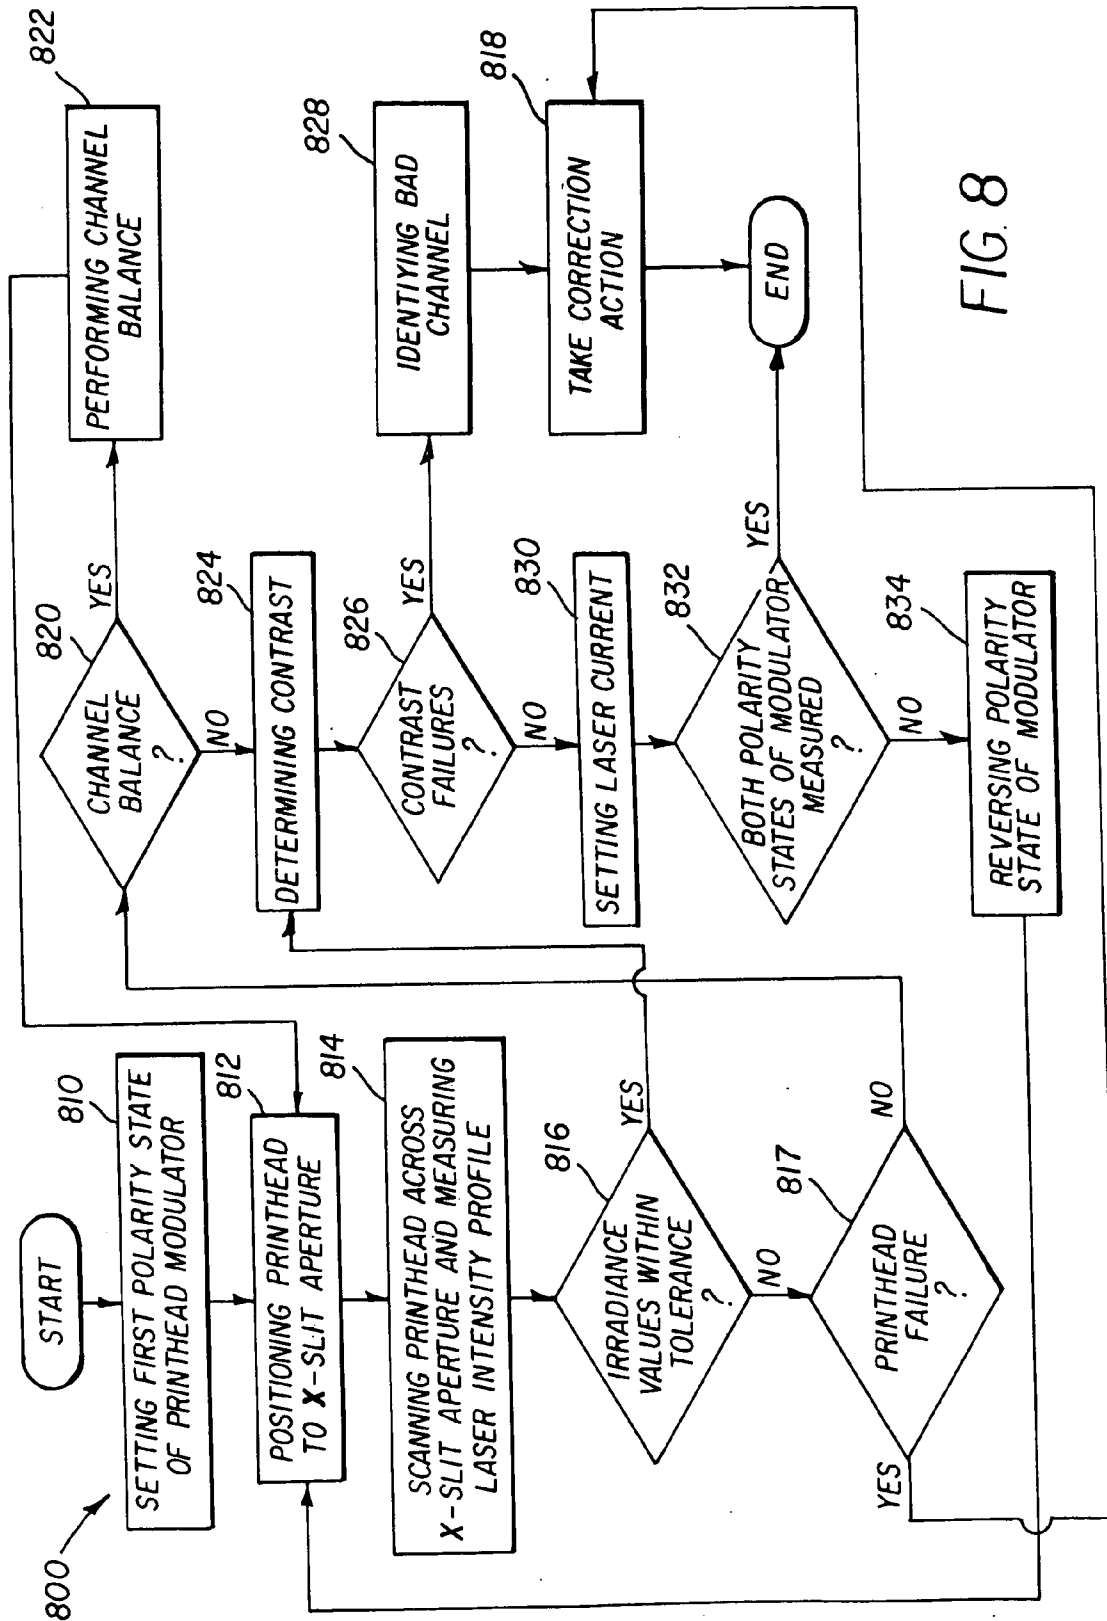 800
START
810
SETTING FIRST POLARITY STATE
OF PRINTHEAD MODULATOR
812
POSITIONING PRINTHEAD
TO X-SLIT APERTURE
814
SCANNING PRINTHEAD ACROSS
X-SLIT APERTURE AND MEASURING
LASER INTENSITY PROFILE
816
IRRADIANCE
VALUES WITHIN
TOLERANCE
?
YES
NO
817
PRINTHEAD
FAILURE
?
YES
NO
820
CHANNEL
BALANCE
?
YES
NO
822
PERFORMING CHANNEL
BALANCE
824
DETERMINING CONTRAST
826
CONTRAST
FAILURES
?
YES
NO
828
IDENTIYING BAD
CHANNEL
818
TAKE CORRECTION
ACTION
830
SETTING LASER CURRENT
832
BOTH POLARITY
STATES OF MODULATOR
MEASURED
?
YES
NO
END
834
REVERSING POLARITY
STATE OF MODULATOR
FIG. 8